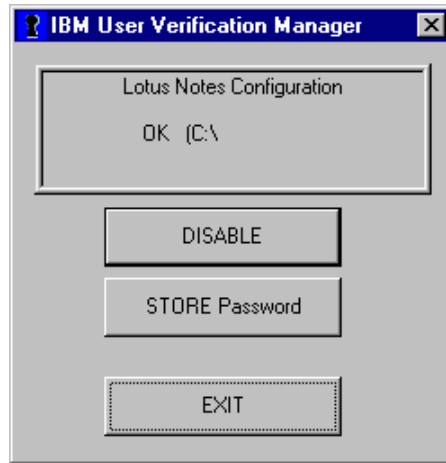 IBM User Verification Manager
Lotus Notes Configuration
OK (C:\
DISABLE
STORE Password
EXIT